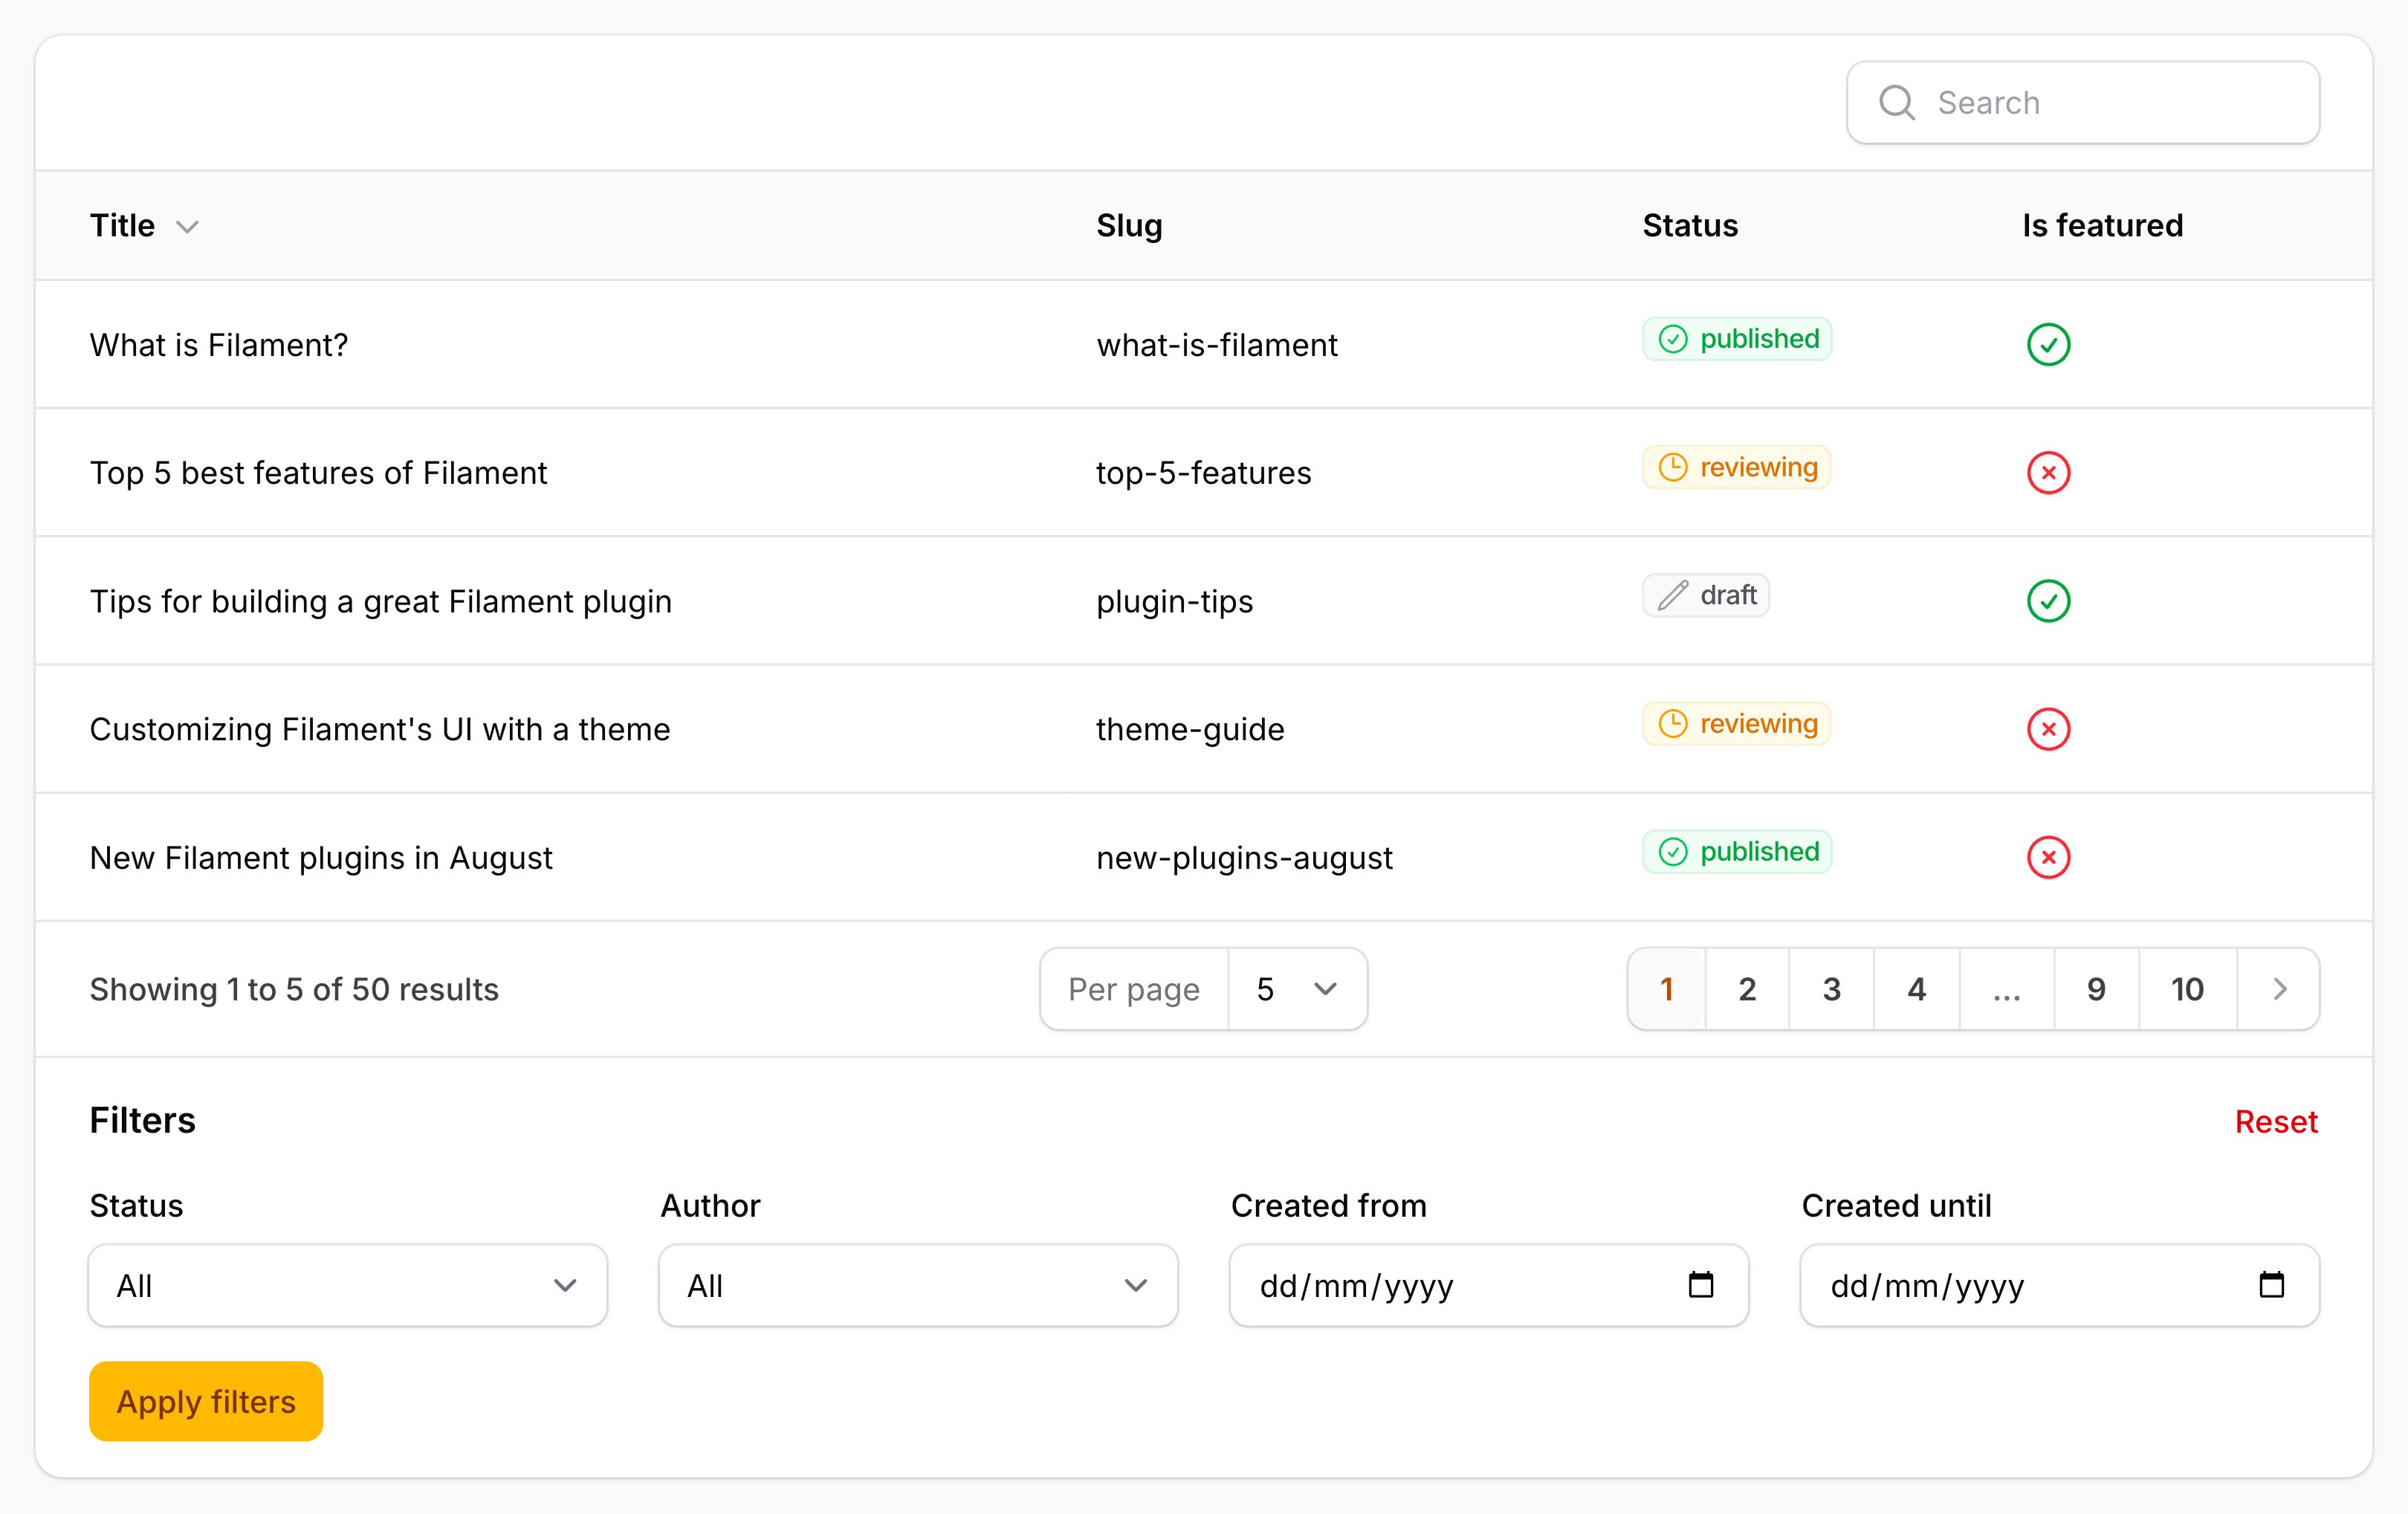 Search
Title Slug Status Is featured
What is Filament? what-is-filament published
Top 5 best features of Filament top-5-features reviewing
Tips for building a great Filament plugin plugin-tips draft
Customizing Filament's UI with a theme theme-guide reviewing
New Filament plugins in August new-plugins-august published
Showing 1 to 5 of 50 results Per page 5 1 2 3 4 ... 9 10
Filters Reset
Status Author Created from Created until
All All dd/mm/yyyy dd/mm/yyyy
Apply filters